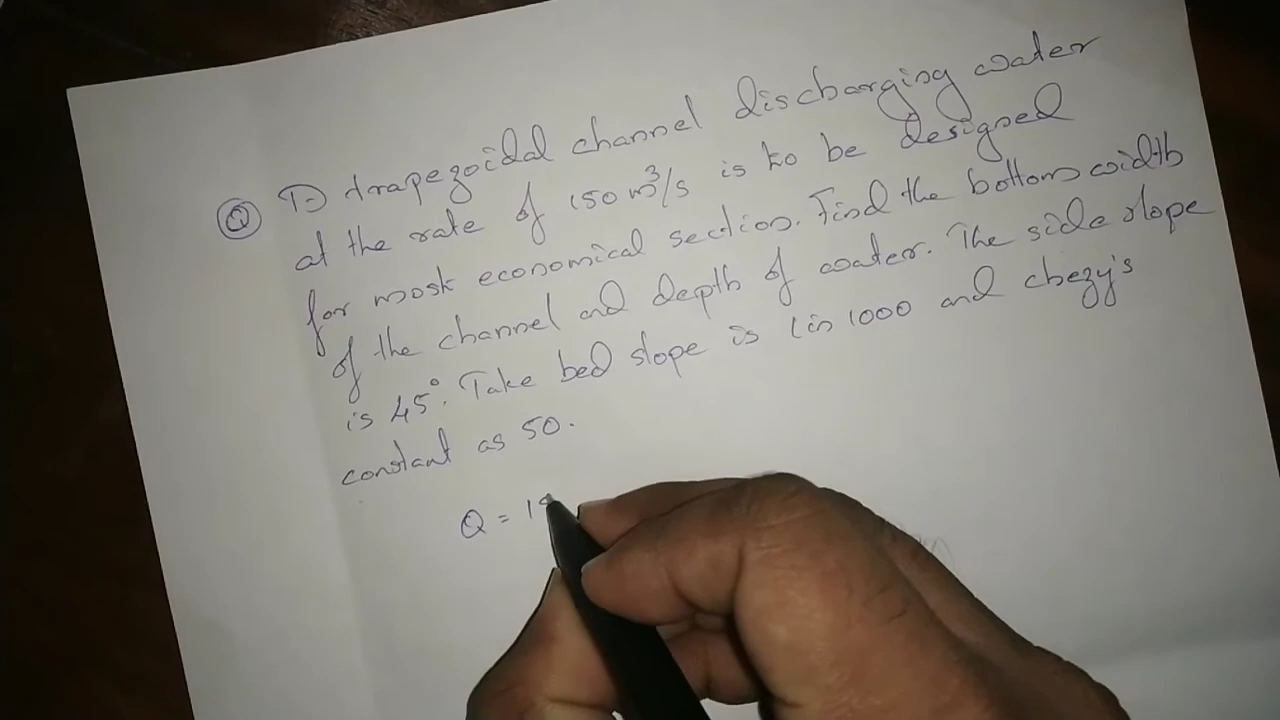 Q 1) A trapezoidal channel discharging water
at the rate of 150 m³/s is to be designed
for most economical section. Find the bottom width
of the channel and depth of water. The side slope
is 45°. Take bed slope is 1 in 1000 and chezy's
constant as 50.
Q = 1